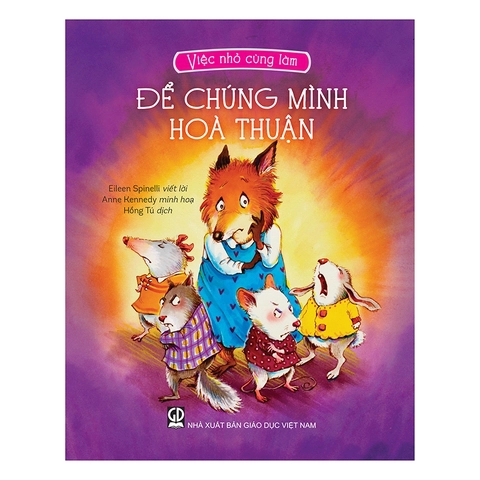 Việc nhỏ cùng làm
ĐỂ CHÚNG MÌNH
HOÀ THUẬN
Eileen Spinelli viết lời
Anne Kennedy minh hoạ
Hồng Tú dịch
GD
NHÀ XUẤT BẢN GIÁO DỤC VIỆT NAM